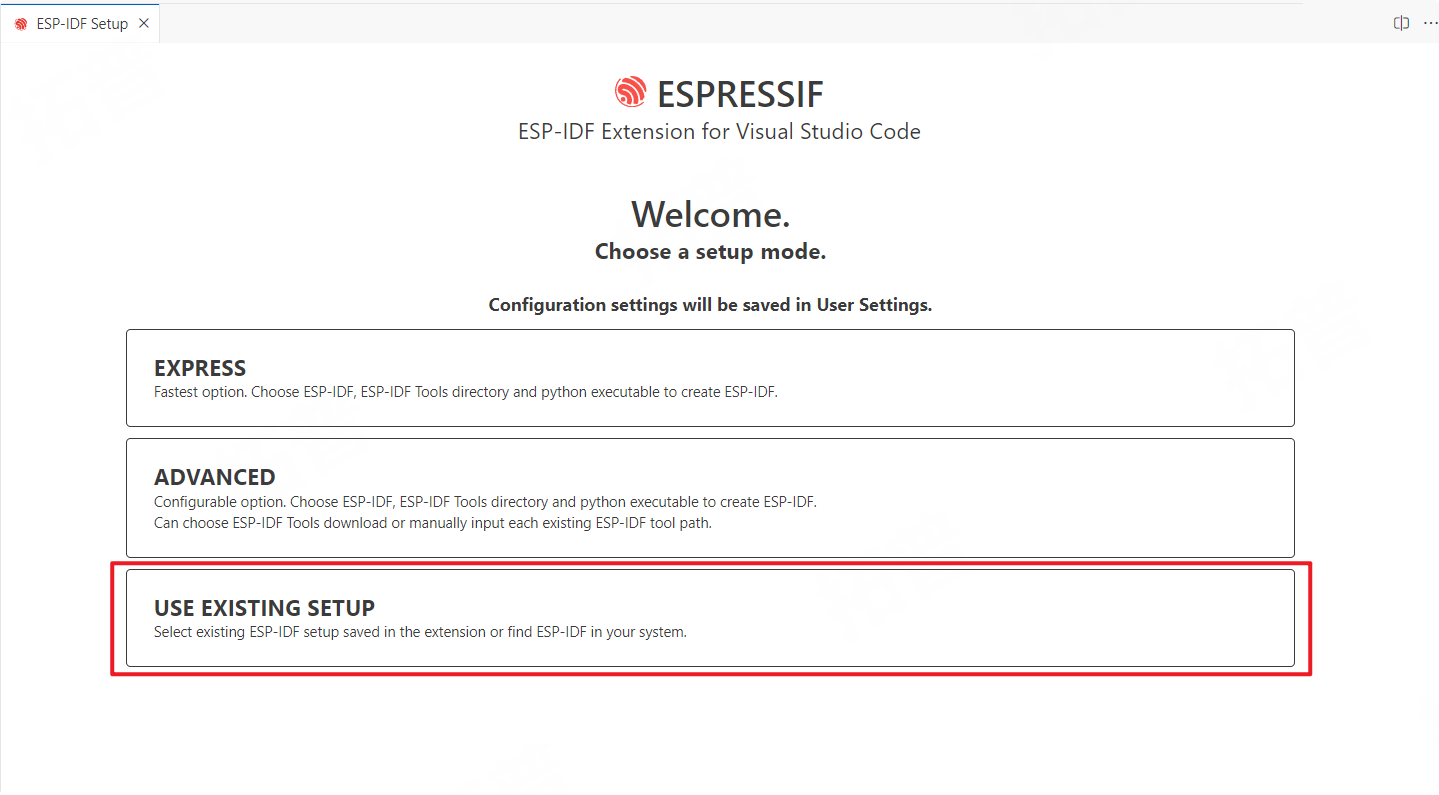 ESP-IDF Setup
ESPRESSIF
ESP-IDF Extension for Visual Studio Code
Welcome.
Choose a setup mode.
Configuration settings will be saved in User Settings.
EXPRESS
Fastest option. Choose ESP-IDF, ESP-IDF Tools directory and python executable to create ESP-IDF.
ADVANCED
Configurable option. Choose ESP-IDF, ESP-IDF Tools directory and python executable to create ESP-IDF.
Can choose ESP-IDF Tools download or manually input each existing ESP-IDF tool path.
USE EXISTING SETUP
Select existing ESP-IDF setup saved in the extension or find ESP-IDF in your system.